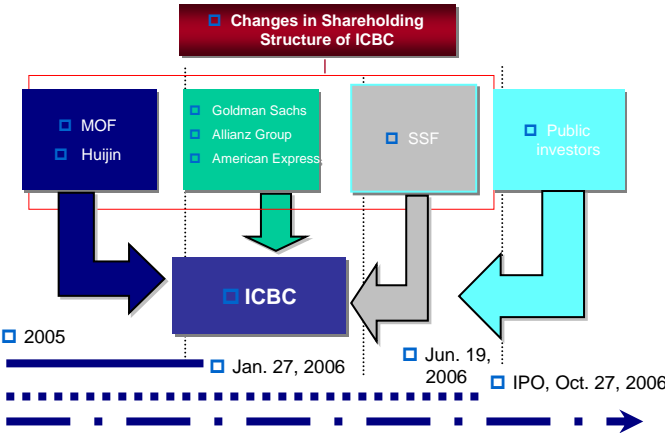 Changes in Shareholding
Structure of ICBC
MOF
Huijin
Goldman Sachs
Allianz Group
American Express
SSF
Public
investors
ICBC
2005
Jan. 27, 2006
Jun. 19,
2006
IPO, Oct. 27, 2006